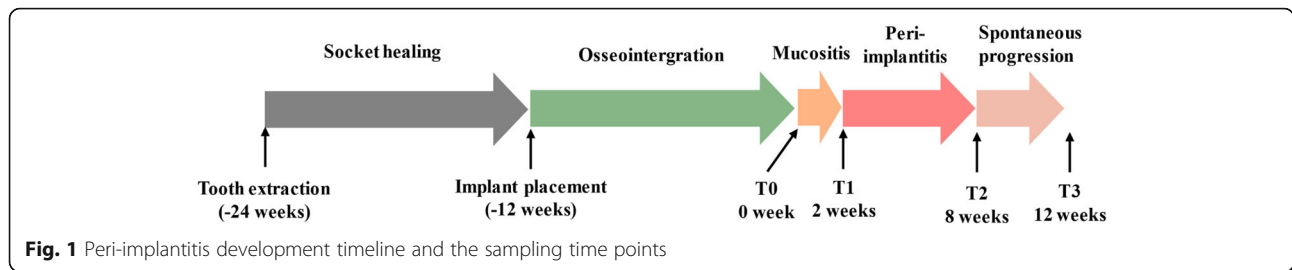 Socket healing
Osseointergration
Mucositis
Peri-
implantitis
Spontaneous
progression
Tooth extraction
(-24 weeks)
Implant placement
(-12 weeks)
T0
0 week
T1
2 weeks
T2
8 weeks
T3
12 weeks
Fig. 1 Peri-implantitis development timeline and the sampling time points